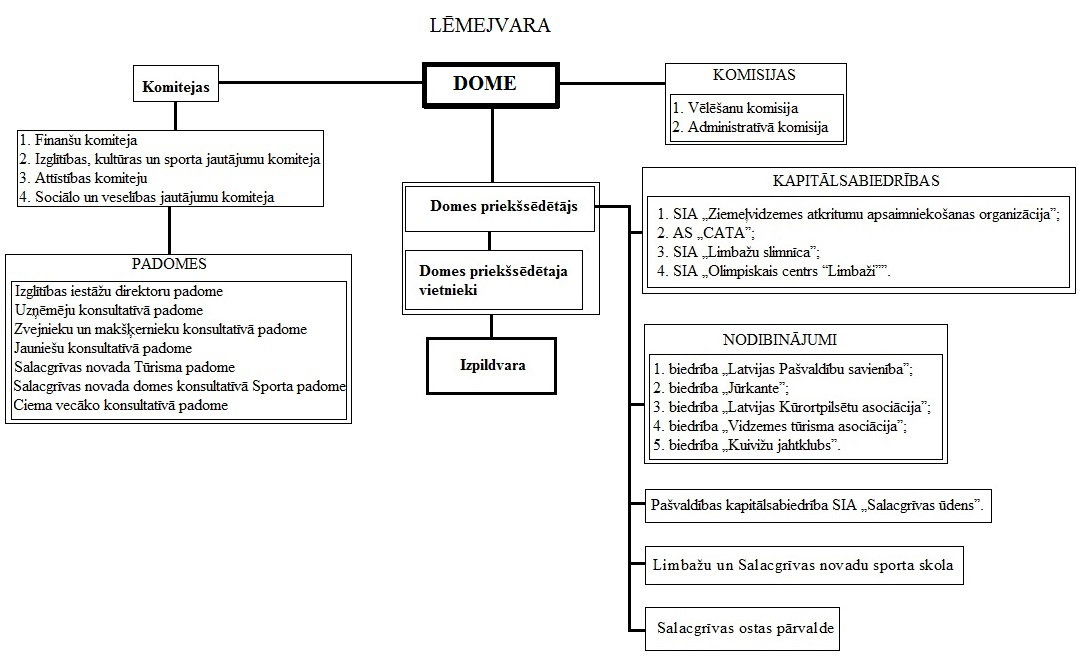 LĒMEJVARA
DOME
Komitejas
1. Finanšu komiteja
2. Izglītības, kultūras un sporta jautājumu komiteja
3. Attīstības komiteju
4. Sociālo un veselības jautājumu komiteja
PADOMES
Izglītības iestāžu direktoru padome
Uzņēmēju konsultatīvā padome
Zvejnieku un makšķernieku konsultatīvā padome
Jauniešu konsultatīvā padome
Salacgrīvas novada Tūrisma padome
Salacgrīvas novada domes konsultatīvā Sporta padome
Ciema vecāko konsultatīvā padome
Domes priekšsēdētājs
Domes priekšsēdētaja
vietnieki
Izpildvara
KOMISIJAS
1. Vēlēšanu komisija
2. Administratīvā komisija
KAPITĀLSABIEDRĪBAS
1. SIA „Ziemeļvidzemes atkritumu apsaimniekošanas organizācija”;
2. AS „CATA”;
3. SIA „Limbažu slimnīca”;
4. SIA „Olimpiskais centrs “Limbaži””.
NODIBINĀJUMI
1. biedrība „Latvijas Pašvaldību savienība”;
2. biedrība „Jūrkante”;
3. biedrība „Latvijas Kūrortpilsētu asociācija”;
4. biedrība „Vidzemes tūrisma asociācija”;
5. biedrība „Kuivižu jahtklubs”.
Pašvaldības kapitālsabiedrība SIA „Salacgrīvas ūdens”.
Limbažu un Salacgrīvas novadu sporta skola
Salacgrīvas ostas pārvalde